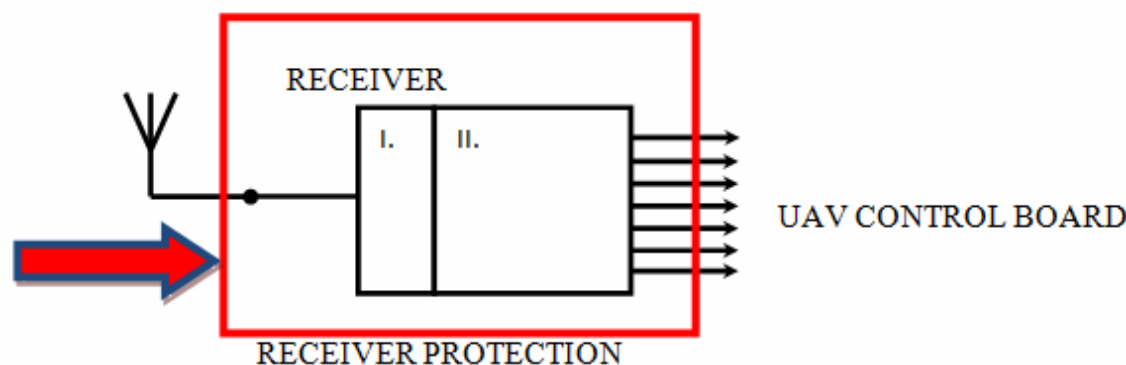 RECEIVER
I. II.
UAV CONTROL BOARD
RECEIVER PROTECTION